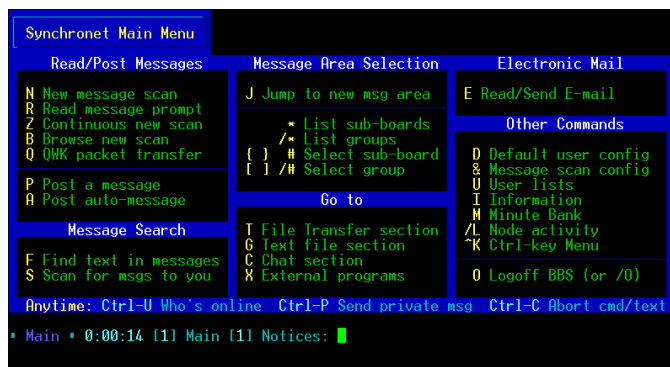 Synchronet Main Menu
Read/Post Messages
N New message scan
R Read message prompt
Z Continuous new scan
B Browse new scan
Q QWK packet transfer
P Post a message
A Post auto-message
Message Search
F Find text in messages
S Scan for msgs to you
Message Area Selection
J Jump to new msg area
* List sub-boards
/* List groups
{ } # Select sub-board
[ ] /# Select group
Go to
T File Transfer section
G Text file section
C Chat section
X External programs
Electronic Mail
E Read/Send E-mail
Other Commands
D Default user config
& Message scan config
U User lists
I Information
M Minute Bank
/L Node activity
^K Ctrl-key Menu
O Logoff BBS (or /O)
Anytime: Ctrl-U Who's online Ctrl-P Send private msg Ctrl-C Abort cmd/text
▪ Main ▪ 0:00:14 [1] Main [1] Notices: